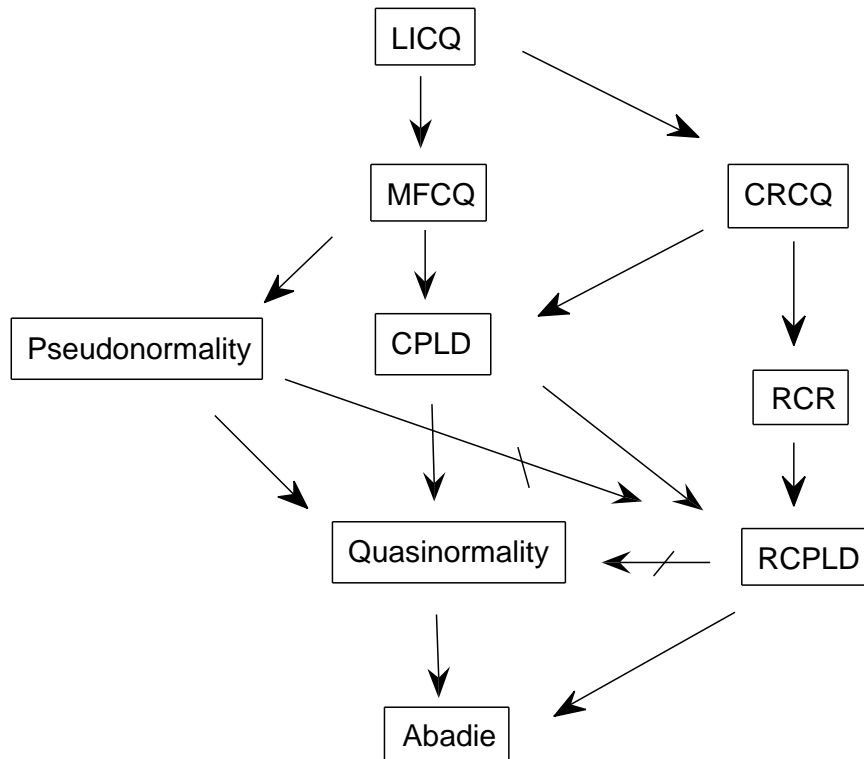 LICQ
MFCQ
CRCQ
Pseudonormality
CPLD
RCR
Quasinormality
RCPLD
Abadie